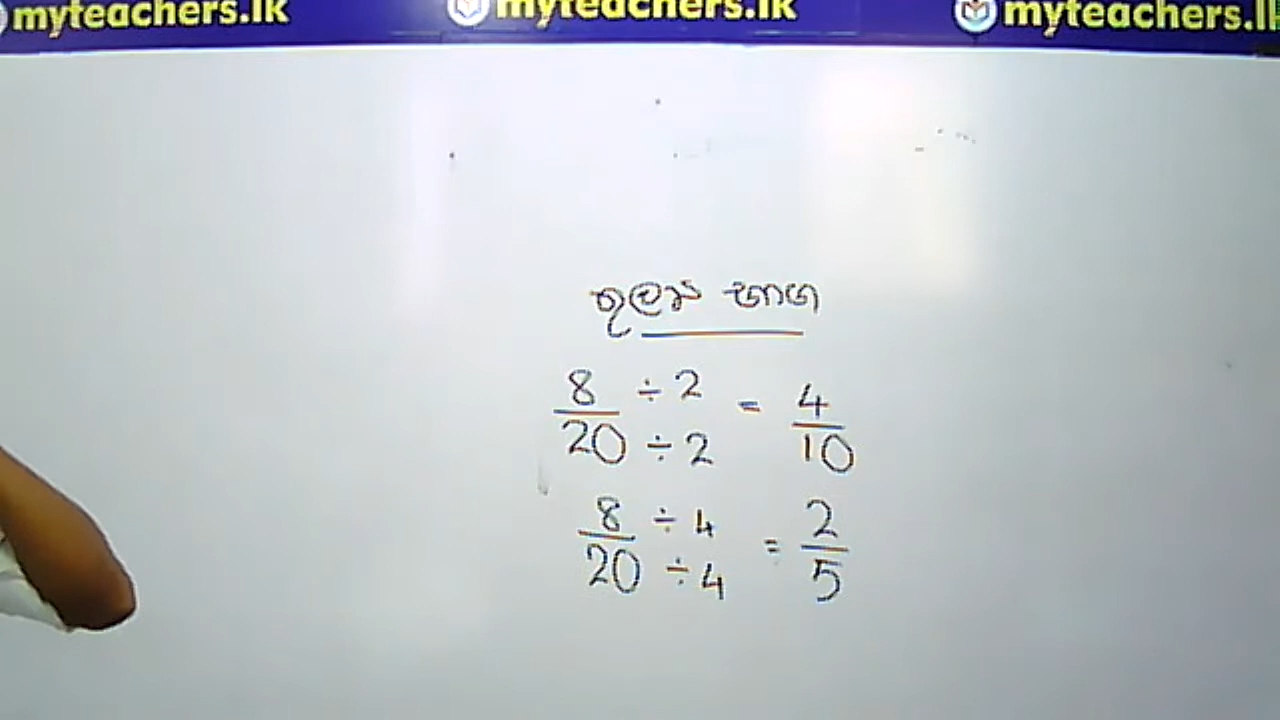 myteachers.lk myteachers.lk myteachers.lk
තුල්‍ය භාග
8/20 ÷2/÷2 = 4/10
8/20 ÷4/÷4 = 2/5